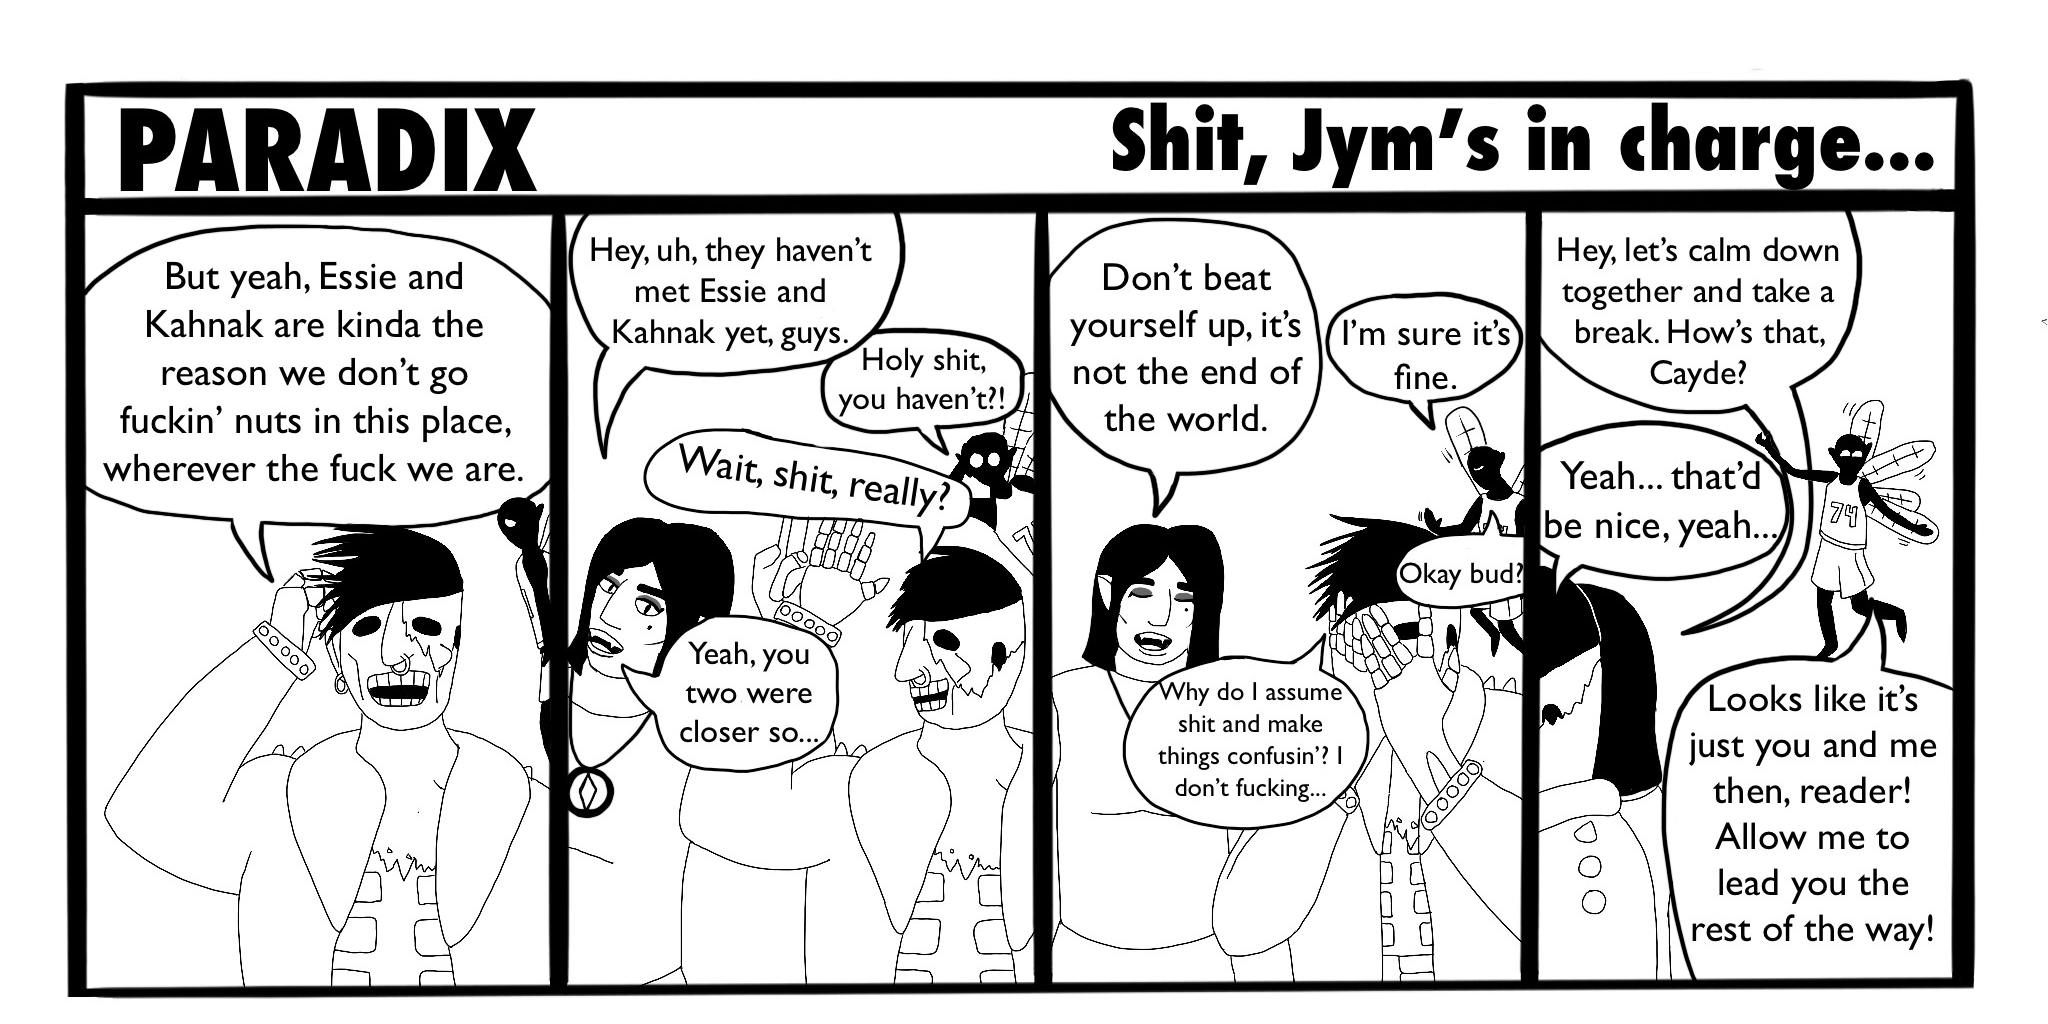 PARADIX
Shit, Jym’s in charge...
But yeah, Essie and
Kahnak are kinda the
reason we don’t go
fuckin’ nuts in this place,
wherever the fuck we are.
Hey, uh, they haven’t
met Essie and
Kahnak yet, guys.
Holy shit,
you haven’t?!
Wait, shit, really?
Yeah, you
two were
closer so...
Don’t beat
yourself up, it’s
not the end of
the world.
I’m sure it’s
fine.
Okay bud?
Why do I assume
shit and make
things confusin’? I
don’t fucking...
Hey, let’s calm down
together and take a
break. How’s that,
Cayde?
Yeah... that’d
be nice, yeah...
74
Looks like it’s
just you and me
then, reader!
Allow me to
lead you the
rest of the way!